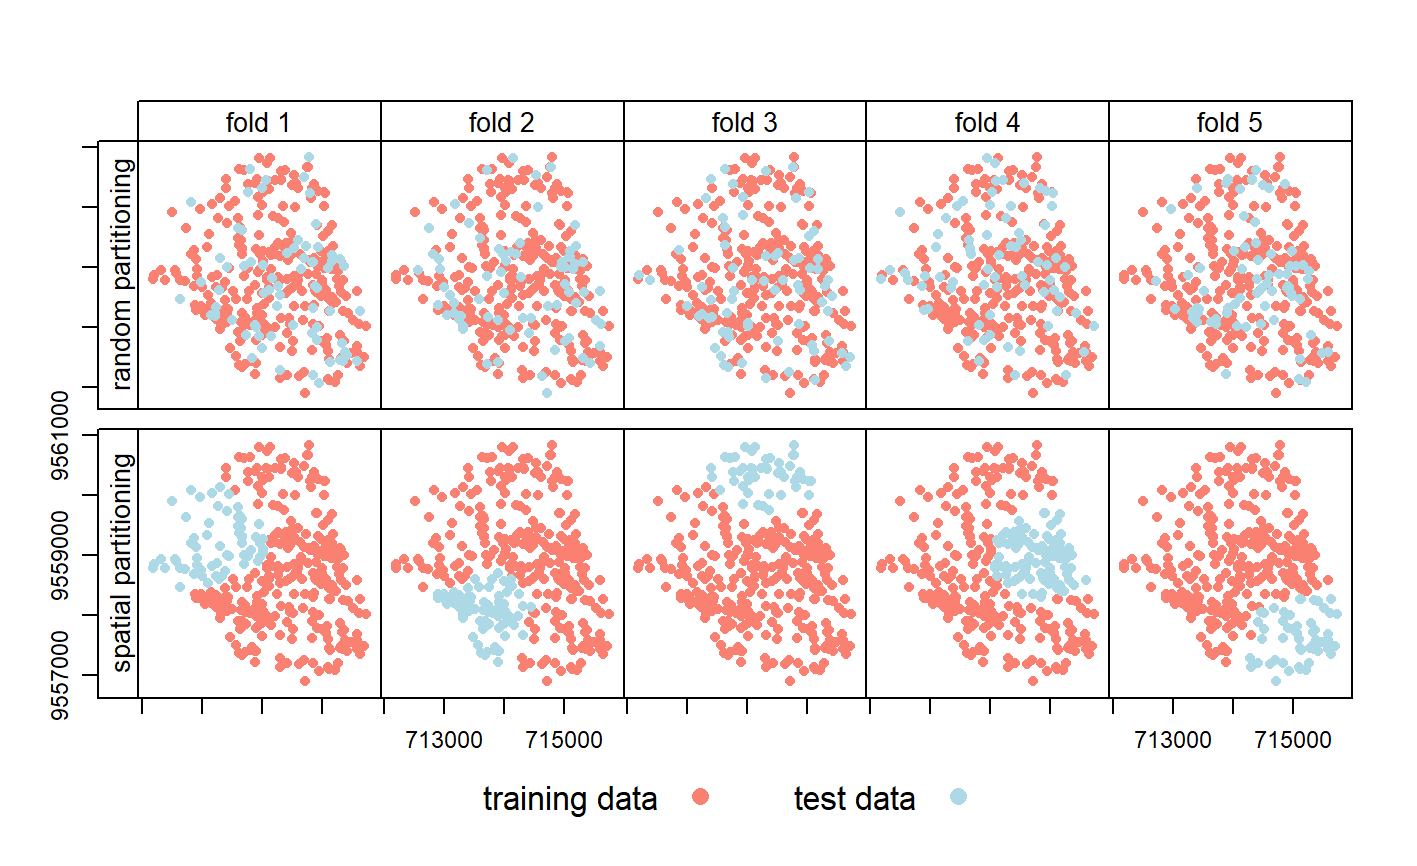 fold 1
fold 2
fold 3
fold 4
fold 5
random partitioning
spatial partitioning
9561000
9559000
9557000
713000
715000
713000
715000
training data
test data